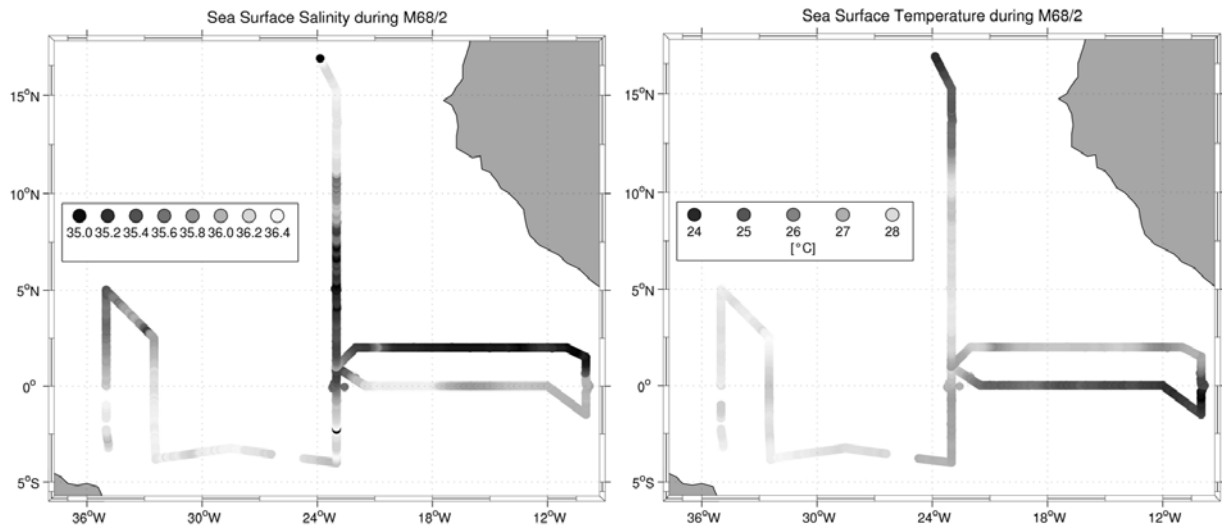 Sea Surface Salinity during M68/2
15°N
10°N
5°N
0°
5°S
35.0 35.2 35.4 35.6 35.8 36.0 36.2 36.4
36°W 30°W 24°W 18°W 12°W
Sea Surface Temperature during M68/2
15°N
10°N
5°N
0°
5°S
24 25 26 27 28
[°C]
36°W 30°W 24°W 18°W 12°W